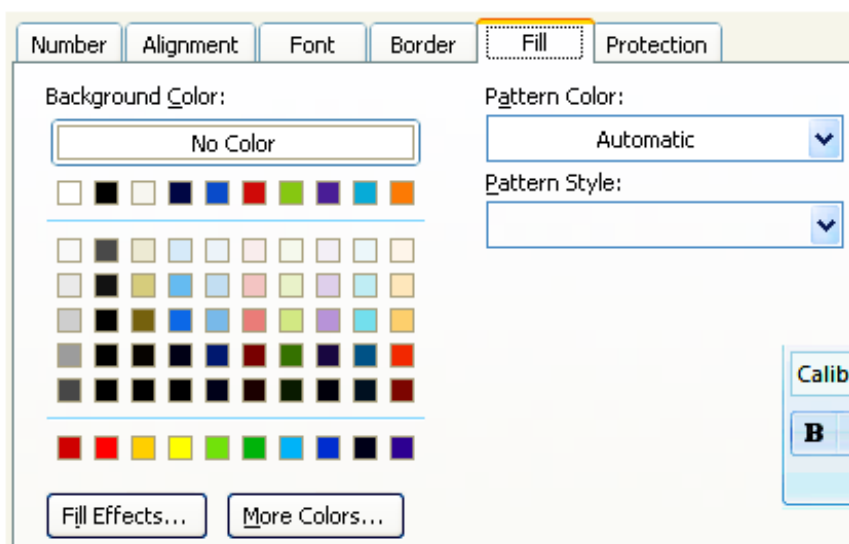 Number Alignment Font Border Fill Protection
Background Color:
No Color
Pattern Color:
Automatic
Pattern Style:
Fill Effects...
More Colors...
Calib
B